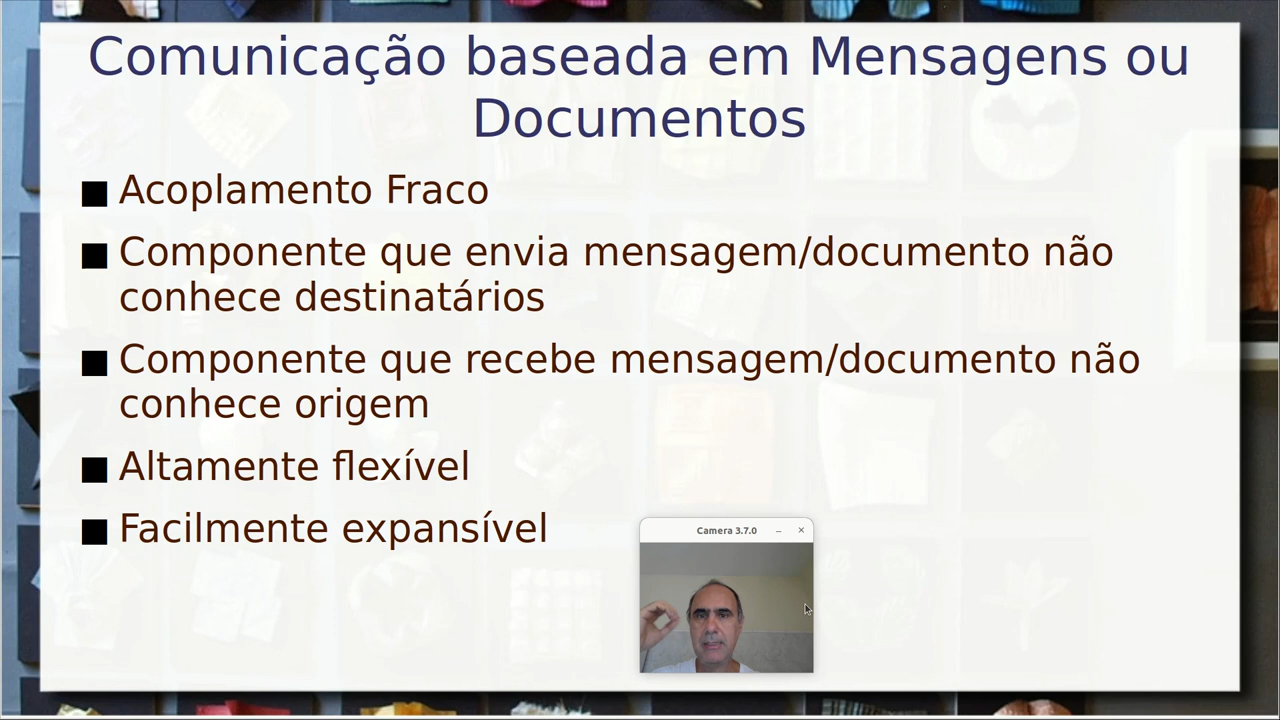 Comunicação baseada em Mensagens ou
Documentos
■ Acoplamento Fraco
■ Componente que envia mensagem/documento não
conhece destinatários
■ Componente que recebe mensagem/documento não
conhece origem
■ Altamente flexível
■ Facilmente expansível
Camera 3.7.0